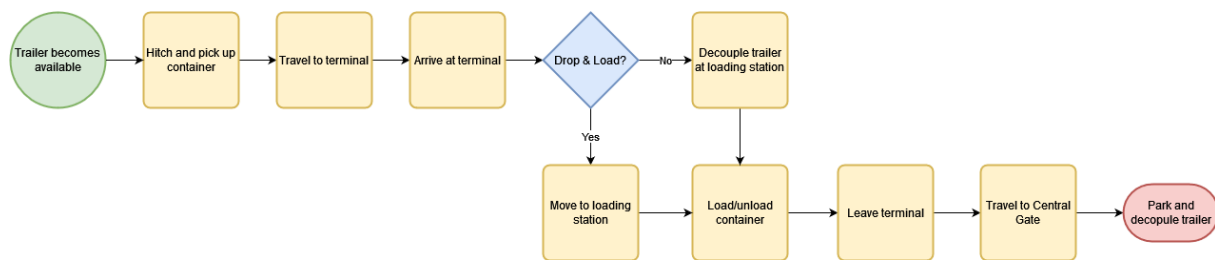 Trailer becomes
available
Hitch and pick up
container
Travel to terminal
Arrive at terminal
Drop & Load?
No
Decouple trailer
at loading station
Yes
Move to loading
station
Load/unload
container
Leave terminal
Travel to Central
Gate
Park and
decopule trailer